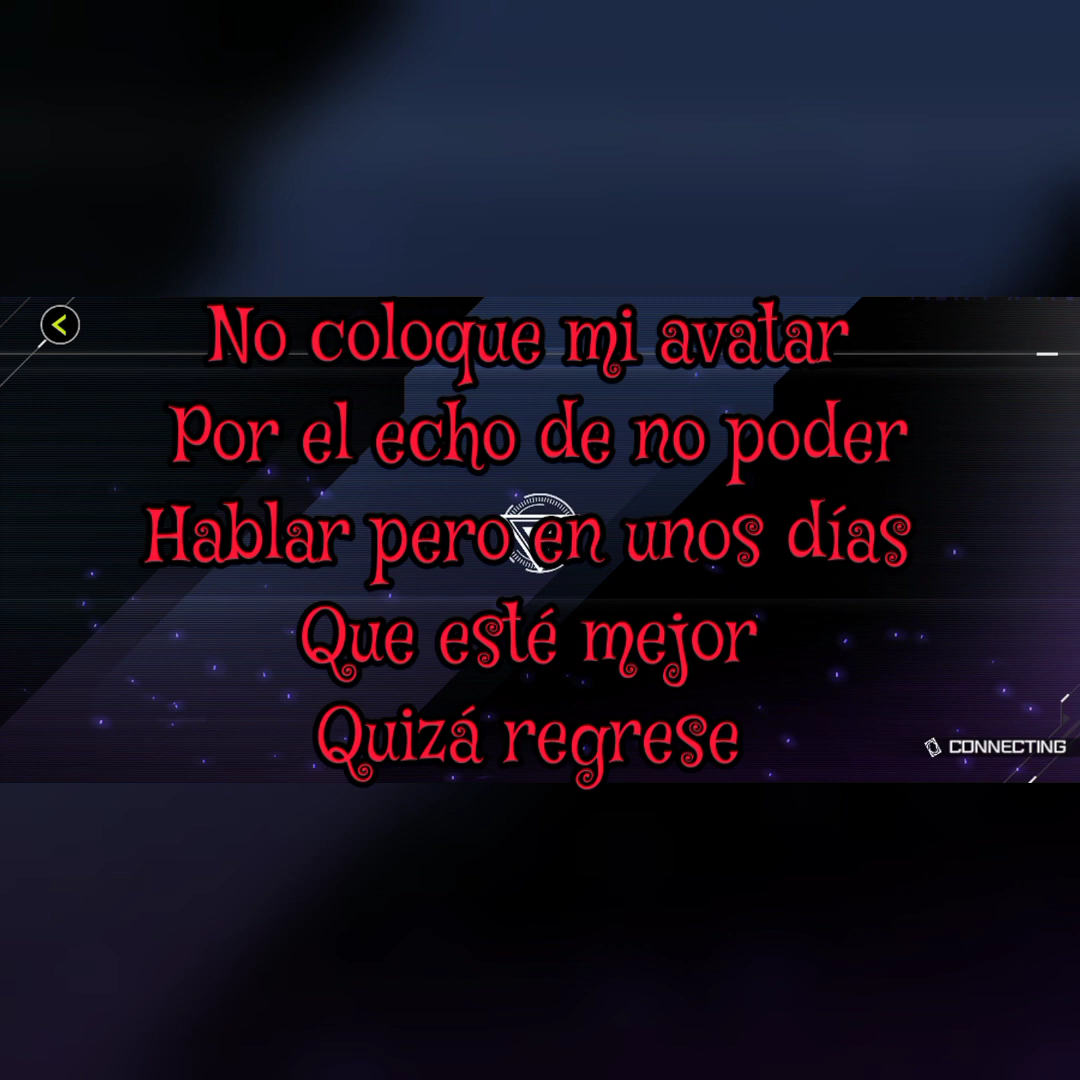 No coloque mi avatar
Por el echo de no poder
Hablar pero en unos días
Que esté mejor
Quizá regrese
CONNECTING